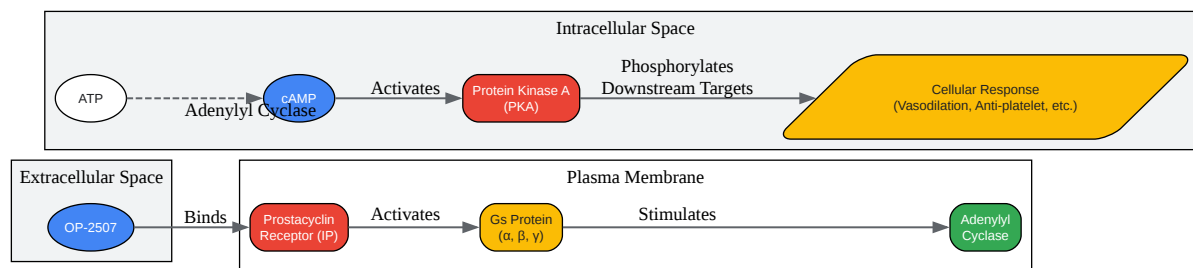 Intracellular Space
ATP
Adenylyl Cyclase
cAMP
Activates
Protein Kinase A
(PKA)
Phosphorylates
Downstream Targets
Cellular Response
(Vasodilation, Anti-platelet, etc.)
Extracellular Space
OP-2507
Binds
Plasma Membrane
Prostacyclin
Receptor (IP)
Activates
Gs Protein
(α, β, γ)
Stimulates
Adenylyl
Cyclase